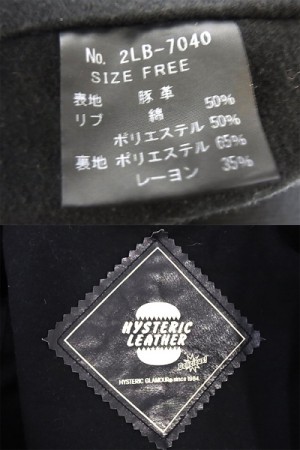 No. 2LB-7040
SIZE FREE
表地 豚革
リブ 綿 50%
ポリエステル 50%
裏地 ポリエステル 65%
レーヨン 35%
HYSTERIC
LEATHER
HYSTERIC GLAMOUR since 1984